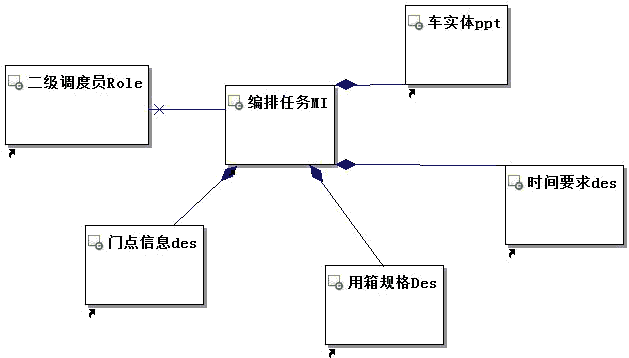 车实体ppt
二级调度员Role
编排任务MI
时间要求des
门点信息des
用箱规格Des